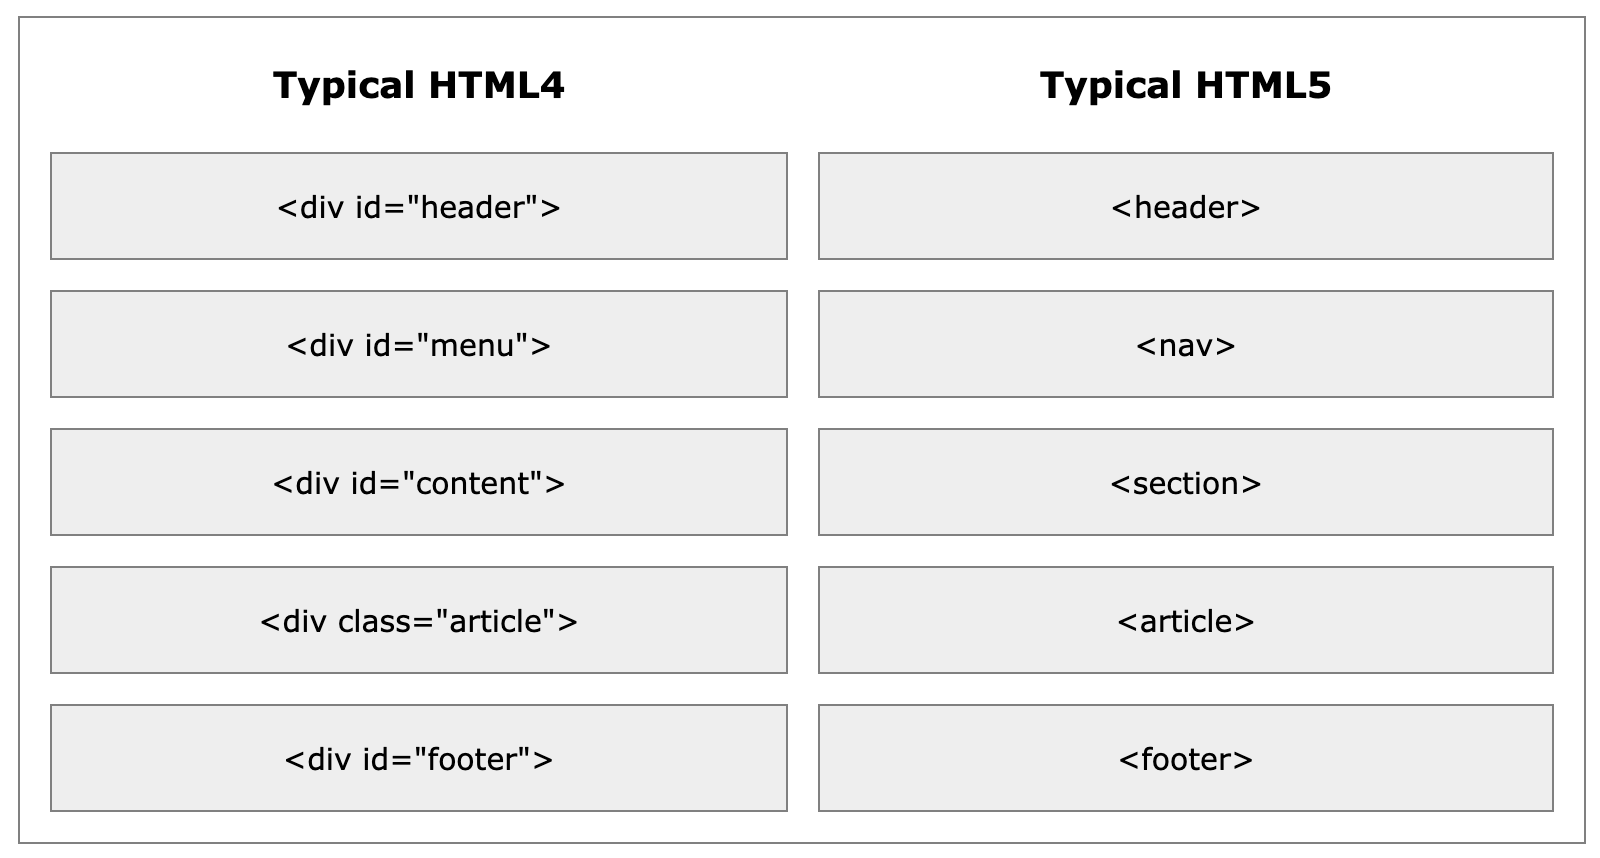 Typical HTML4
Typical HTML5
<div id="header">
<header>
<div id="menu">
<nav>
<div id="content">
<section>
<div class="article">
<article>
<div id="footer">
<footer>